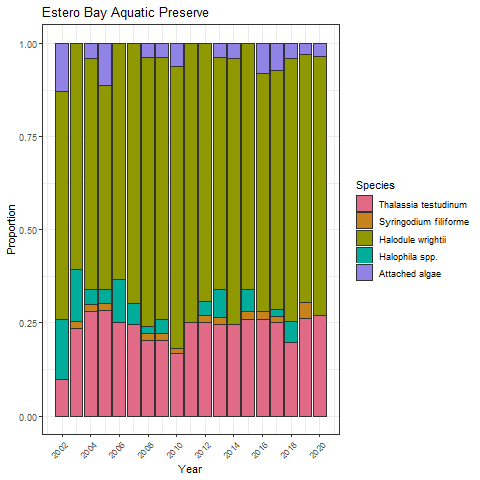 Estero Bay Aquatic Preserve
1.00
0.75
0.50
0.25
0.00
Proportion
2002
2004
2006
2008
2010
2012
2014
2016
2018
2020
Year
Species
Thalassia testudinum
Syringodium filiforme
Halodule wrightii
Halophila spp.
Attached algae